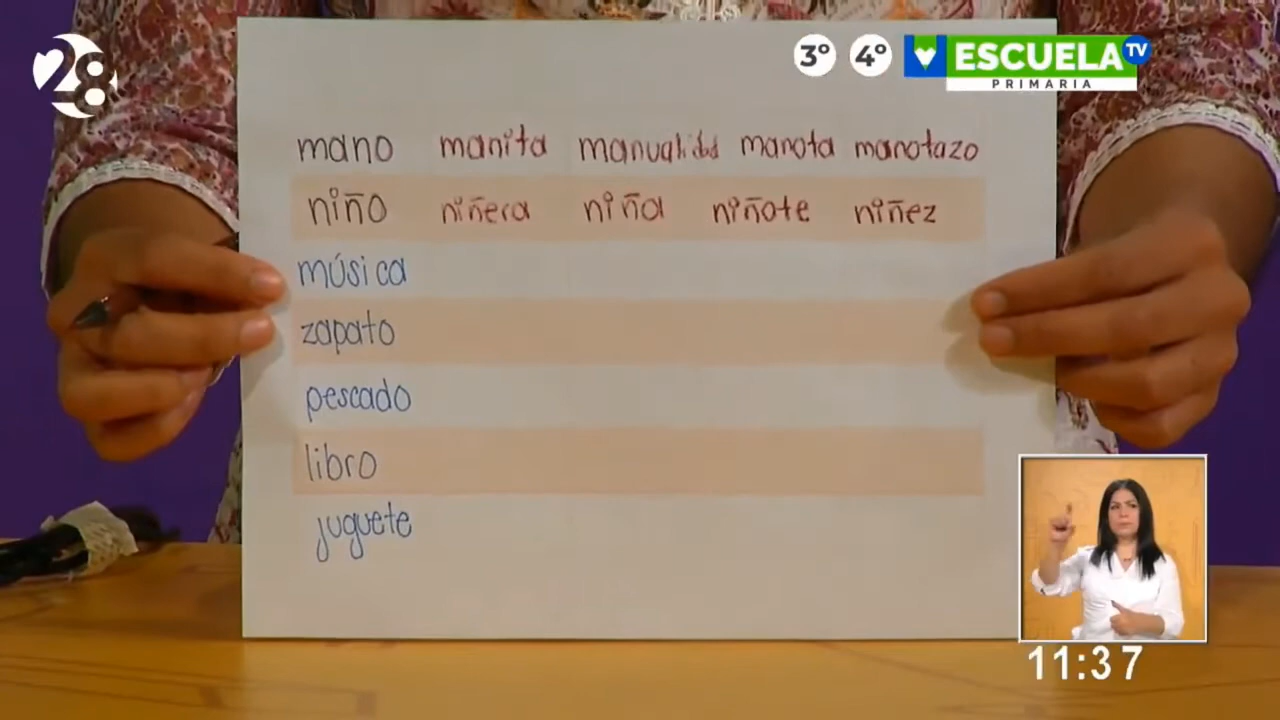 28
3° 4° ESCUELA TV
PRIMARIA
mano manita manualidad manota manotazo
niño niñera niña niñote niñez
música
zapato
pescado
libro
juguete
11:37